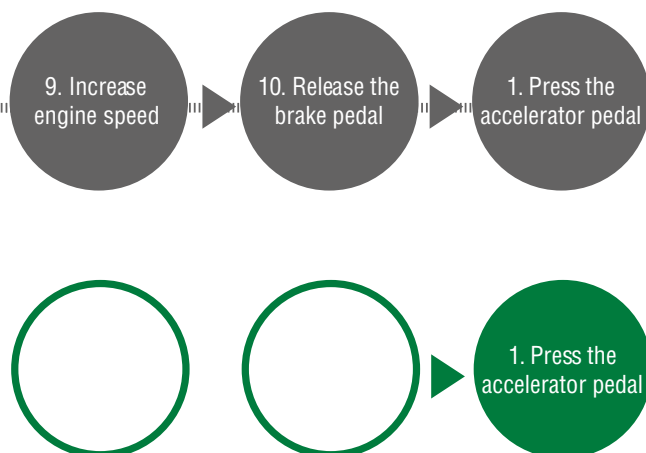 9. Increase
engine speed
10. Release the
brake pedal
1. Press the
accelerator pedal
1. Press the
accelerator pedal